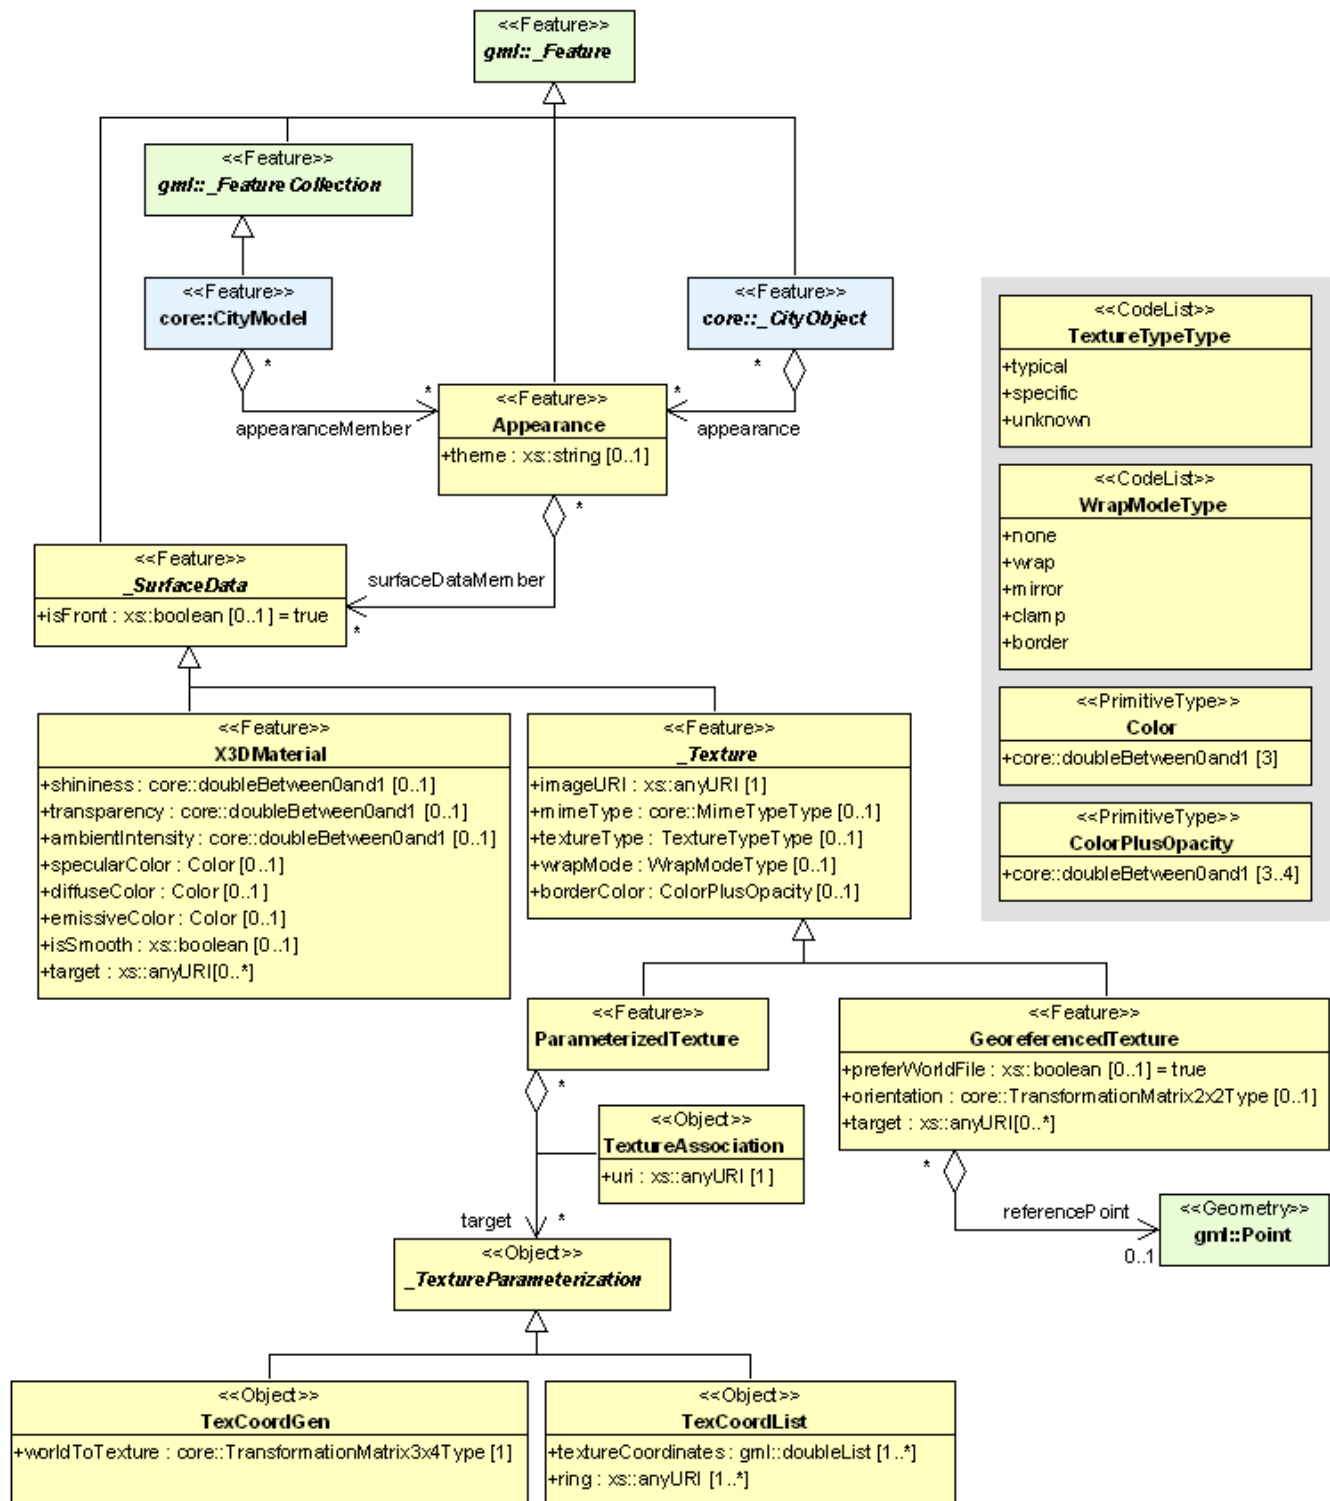 <<Feature>>
gml::_Feature
<<Feature>>
gml::_FeatureCollection
<<Feature>>
core::CityModel
<<Feature>>
core::_CityObject
*
*
*
*
appearanceMember
appearance
<<Feature>>
Appearance
+theme : xs::string [0..1]
*
<<CodeList>>
TextureTypeType
+typical
+specific
+unknown
<<CodeList>>
WrapModeType
+none
+wrap
+mirror
+clamp
+border
<<PrimitiveType>>
Color
+core::doubleBetween0and1 [3]
<<PrimitiveType>>
ColorPlusOpacity
+core::doubleBetween0and1 [3..4]
<<Feature>>
_SurfaceData
+isFront : xs::boolean [0..1] = true
surfaceDataMember
*
<<Feature>>
X3DMaterial
+shininess : core::doubleBetween0and1 [0..1]
+transparency : core::doubleBetween0and1 [0..1]
+ambientIntensity : core::doubleBetween0and1 [0..1]
+specularColor : Color [0..1]
+diffuseColor : Color [0..1]
+emissiveColor : Color [0..1]
+isSmooth : xs::boolean [0..1]
+target : xs::anyURI[0..*]
<<Feature>>
_Texture
+imageURI : xs::anyURI [1]
+mimeType : core::MimeTypeType [0..1]
+textureType : TextureTypeType [0..1]
+wrapMode : WrapModeType [0..1]
+borderColor : ColorPlusOpacity [0..1]
<<Feature>>
ParameterizedTexture
*
<<Feature>>
GeoreferencedTexture
+preferWorldFile : xs::boolean [0..1] = true
+orientation : core::TransformationMatrix2x2Type [0..1]
+target : xs::anyURI[0..*]
*
<<Object>>
TextureAssociation
+uri : xs::anyURI [1]
target
*
referencePoint
0..1
<<Geometry>>
gml::Point
<<Object>>
_TextureParameterization
<<Object>>
TexCoordGen
+worldToTexture : core::TransformationMatrix3x4Type [1]
<<Object>>
TexCoordList
+textureCoordinates : gml::doubleList [1..*]
+ring : xs::anyURI [1..*]